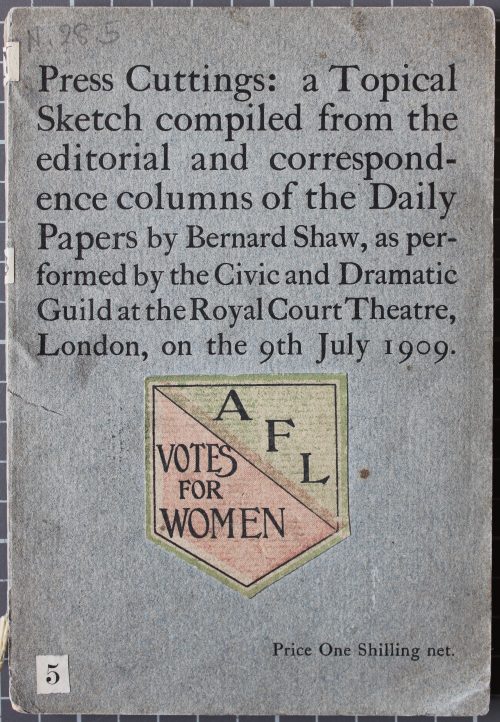 N. 985
Press Cuttings: a Topical
Sketch compiled from the
editorial and correspond-
ence columns of the Daily
Papers by Bernard Shaw, as per-
formed by the Civic and Dramatic
Guild at the Royal Court Theatre,
London, on the 9th July 1909.
A F L
VOTES
FOR
WOMEN
Price One Shilling net.
5